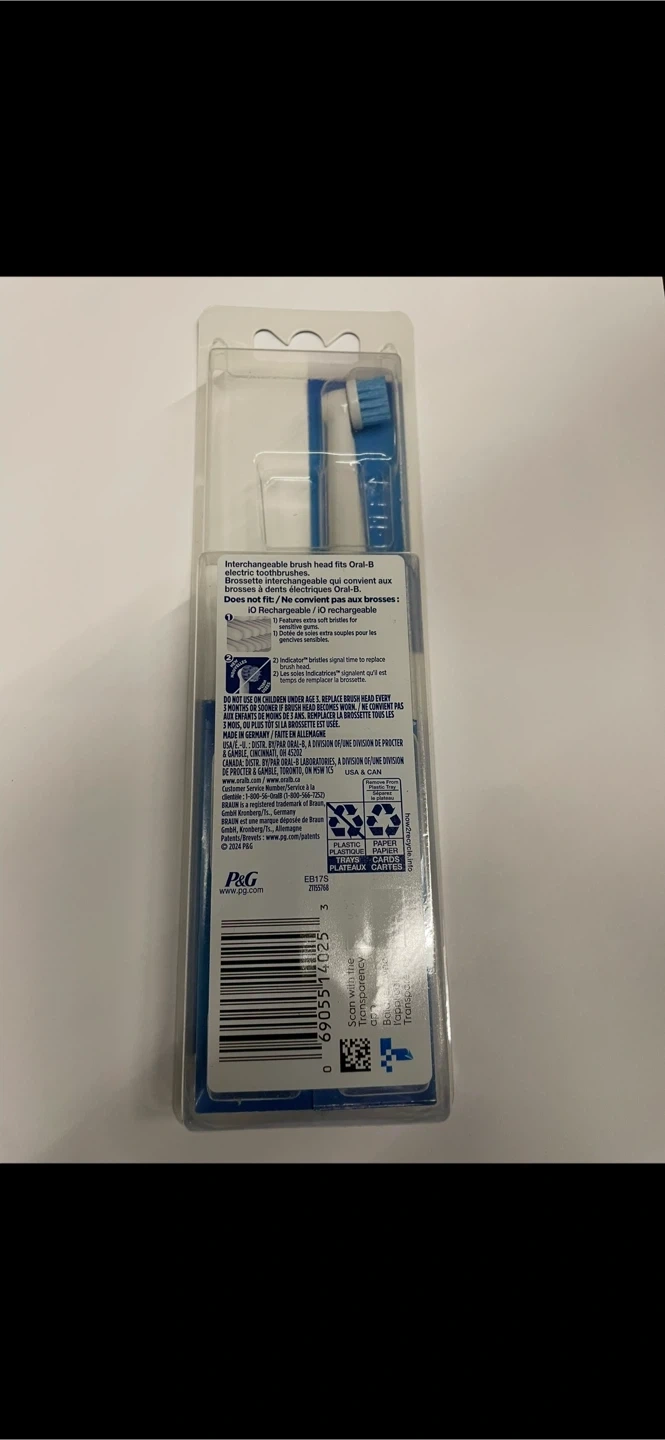 Interchangeable brush head fits Oral-B
electric toothbrushes.
Brossette interchangeable qui convient aux
brosses à dents électriques Oral-B.
Does not fit: / Ne convient pas aux brosses :
iO Rechargeable / iO rechargeable
1
1) Features extra soft bristles for
sensitive gums.
1) Dotée de soies extra souples pour les
gencives sensibles.
2
2) Indicator™ bristles signal time to replace
brush head.
2) Les soies Indicatrices™ signalent qu'il est
temps de remplacer la brossette.
DO NOT USE ON CHILDREN UNDER AGE 3. REPLACE BRUSH HEAD EVERY
3 MONTHS OR SOONER IF BRUSH HEAD BECOMES WORN. / NE CONVIENT PAS
AUX ENFANTS DE MOINS DE 3 ANS. REMPLACER LA BROSSETTE TOUS LES
3 MOIS, OU PLUS TÔT SI LA BROSSETTE EST USÉE.
MADE IN GERMANY / FAITE EN ALLEMAGNE
USA/É.-U. : DISTR. BY/PAR ORAL-B, A DIVISION OF/UNE DIVISION DE PROCTER
& GAMBLE, CINCINNATI, OH 45202
CANADA: DISTR. BY/PAR ORAL-B LABORATORIES, A DIVISION OF/UNE DIVISION
DE PROCTER & GAMBLE, TORONTO, ON M5W 1C5
www.oralb.com / www.oralb.ca
Customer Service Number/Service à la
clientèle : 1-800-56-OralB (1-800-566-7252)
BRAUN is a registered trademark of Braun
GmbH Kronberg/Ts., Germany
BRAUN est une marque déposée de Braun
GmbH, Kronberg/Ts., Allemagne
Patents/Brevets : www.pg.com/patents
© 2024 P&G
USA & CAN
Remove From
Plastic Tray
Séparez
le plateau
PLASTIC
PLASTIQUE
PAPER
PAPIER
TRAYS
PLATEAUX
CARDS
CARTES
how2recycle.info
P&G
www.pg.com
EB17S
21155768
0 69055 14025 3
Scan with the
Transparency